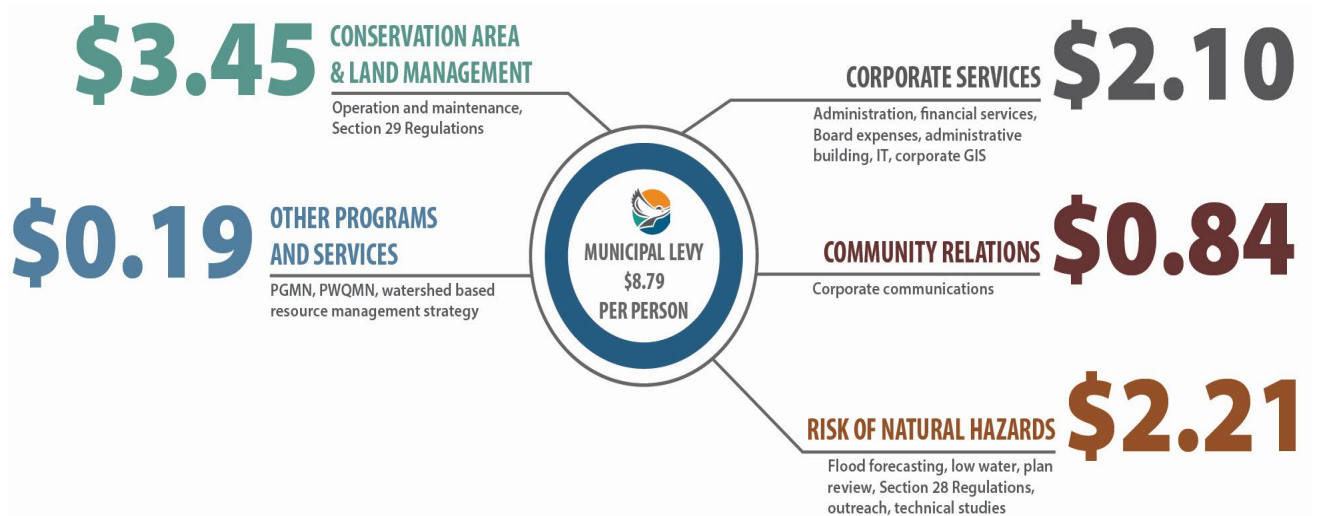 $3.45
CONSERVATION AREA
& LAND MANAGEMENT
Operation and maintenance,
Section 29 Regulations
$0.19
OTHER PROGRAMS
AND SERVICES
PGMN, PWQMN, watershed based
resource management strategy
MUNICIPAL LEVY
$8.79
PER PERSON
CORPORATE SERVICES
$2.10
Administration, financial services,
Board expenses, administrative
building, IT, corporate GIS
COMMUNITY RELATIONS
$0.84
Corporate communications
RISK OF NATURAL HAZARDS
$2.21
Flood forecasting, low water, plan
review, Section 28 Regulations,
outreach, technical studies